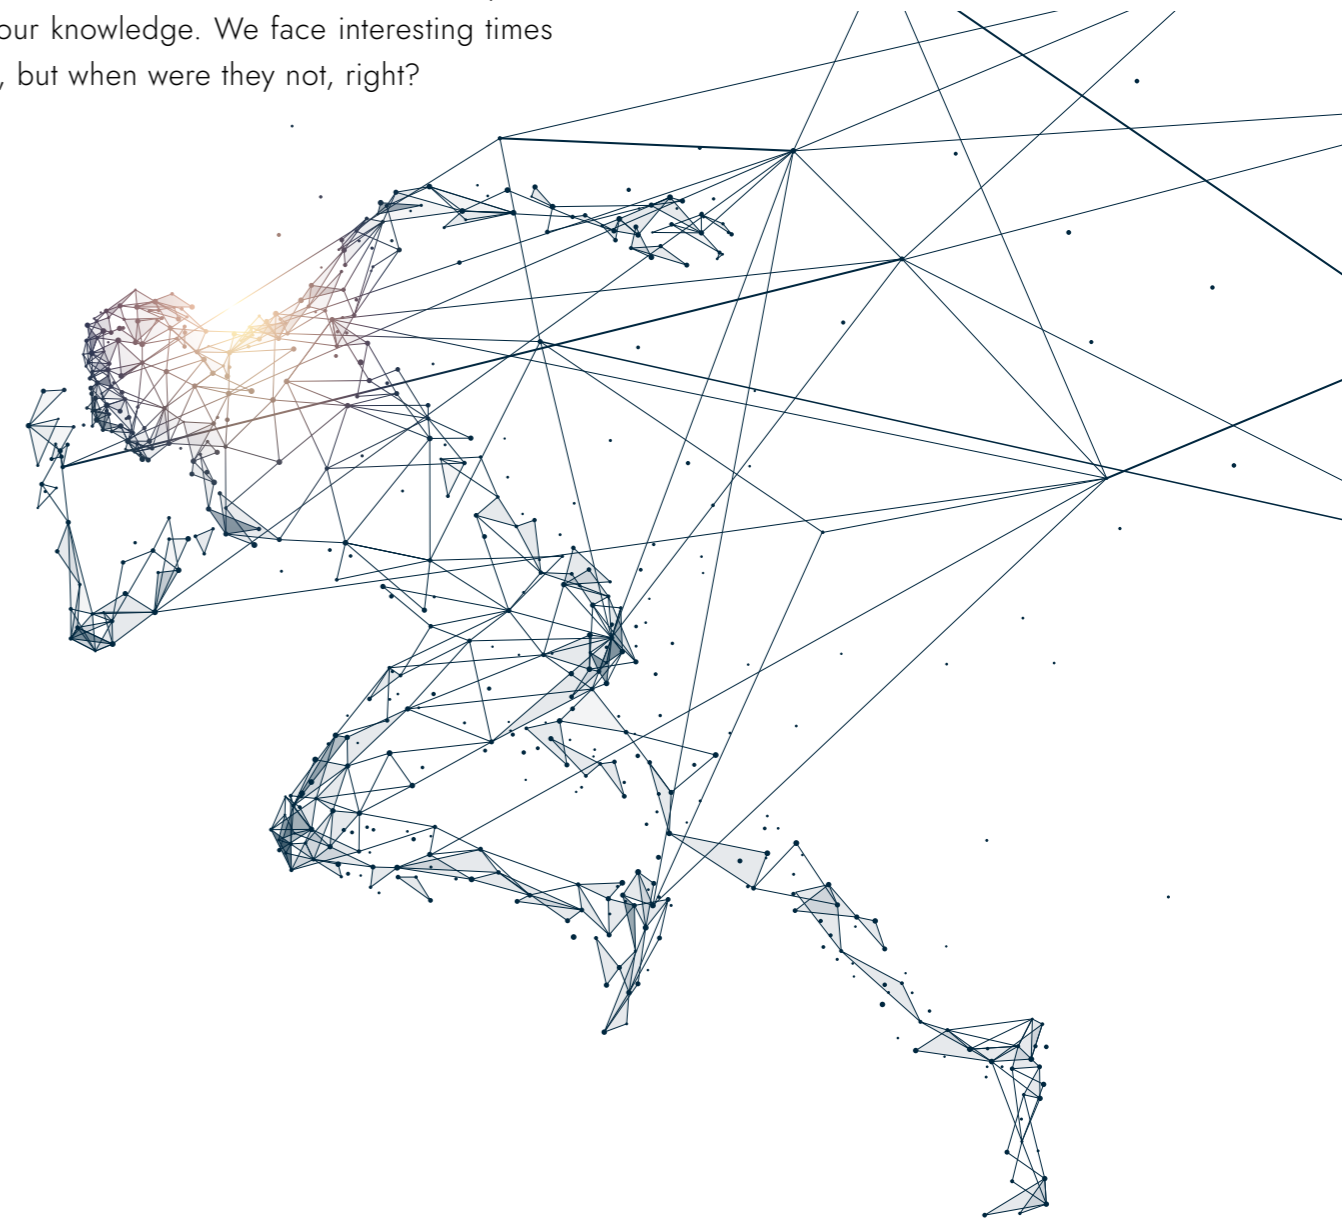 our knowledge. We face interesting times
, but when were they not, right?